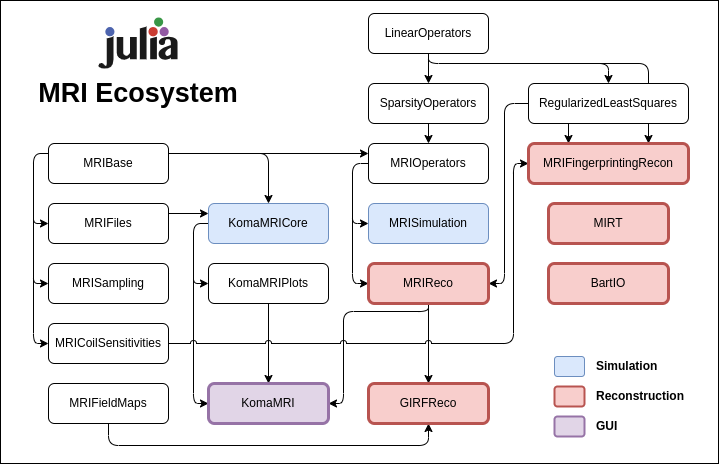 julia
MRI Ecosystem
LinearOperators
SparsityOperators
RegularizedLeastSquares
MRIBase
MRIOperators
MRIFingerprintingRecon
MRIFiles
KomaMRICore
MRISimulation
MIRT
MRISampling
KomaMRIPlots
MRIReco
BartIO
MRICoilSensitivities
MRIFieldMaps
KomaMRI
GIRFReco
Simulation
Reconstruction
GUI